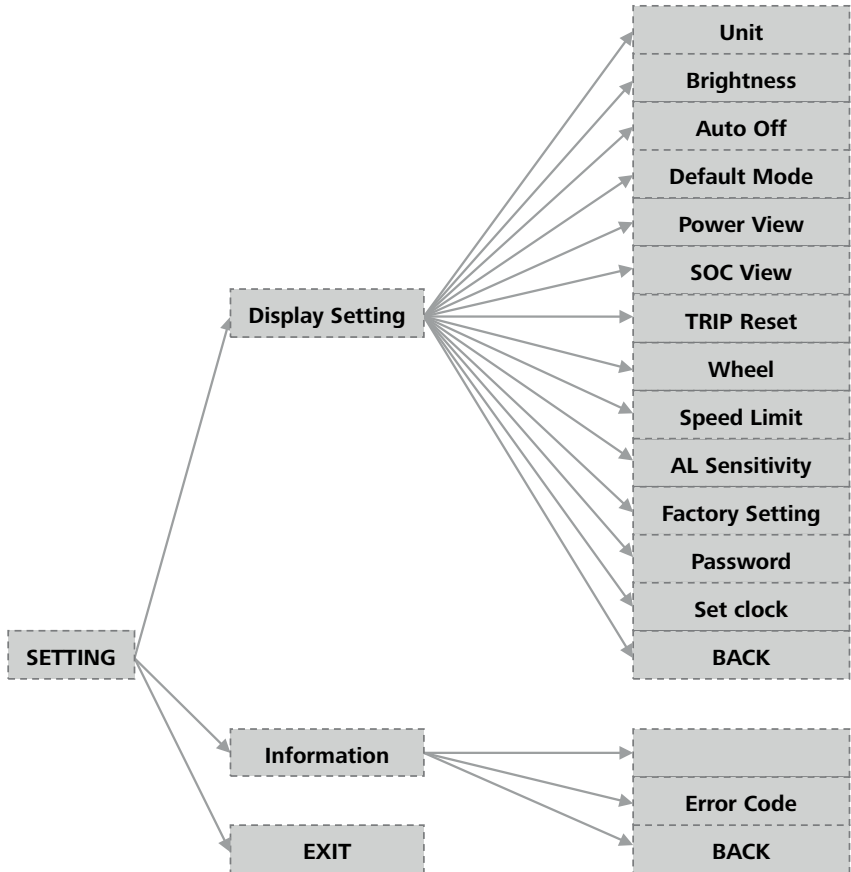 Unit
Brightness
Auto Off
Default Mode
Power View
SOC View
Display Setting
TRIP Reset
Wheel
Speed Limit
AL Sensitivity
Factory Setting
Password
Set clock
SETTING
BACK
Information
Error Code
EXIT
BACK